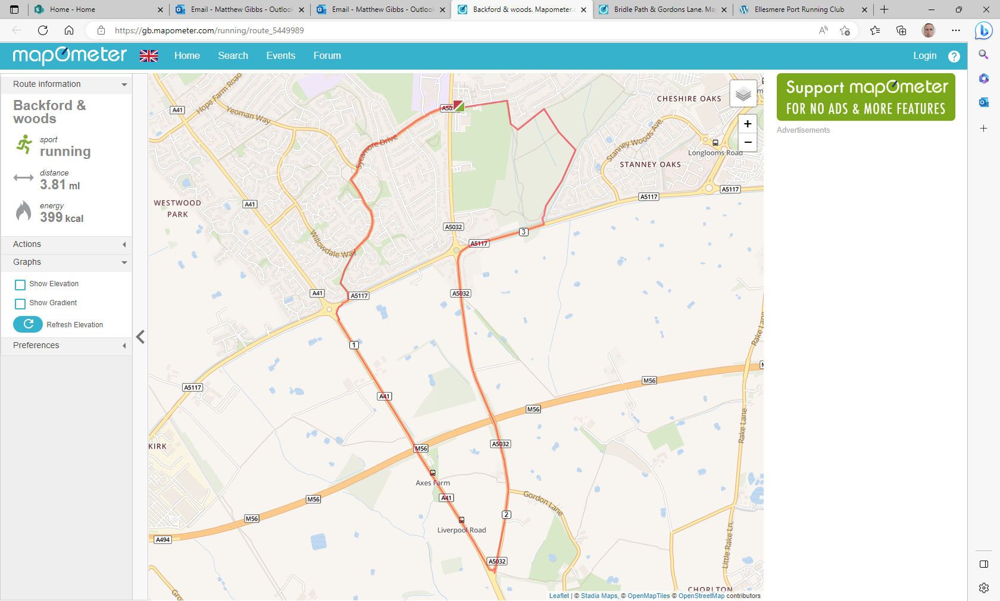 Home - Home
Email - Matthew Gibbs - Outlook
Email - Matthew Gibbs - Outlook
Backford & woods. Mapometer.c
Bridle Path & Gordons Lane. Ma
Ellesmere Port Running Club
https://gb.mapometer.com/running/route_5449989
mapometer
Home
Search
Events
Forum
Login
?
Route information
Backford &
woods
sport
running
distance
3.81 ml
energy
399 kcal
Actions
Graphs
Show Elevation
Show Gradient
Refresh Elevation
Preferences
Support mapometer
FOR NO ADS & MORE FEATURES
Advertisements
+
−
Hope Farm Road
A41
Yeoman Way
A503
CHESHIRE OAKS
Stanney Woods Ave.
Longlooms Road
STANNEY OAKS
Sycamore Drive
A5117
A5117
WESTWOOD
PARK
A41
A5032
3
A5117
Willowdale Way
A41
A5117
A5032
1
Rake Lane
A5117
A41
M56
M56
Rake Lane
KIRK
M56
A5032
Axes Farm
A41
Gordon Lane
M56
M56
2
Liverpool Road
A494
Little Rake Ln.
A5032
CHORLTON
Leaflet | © Stadia Maps, © OpenMapTiles © OpenStreetMap contributors